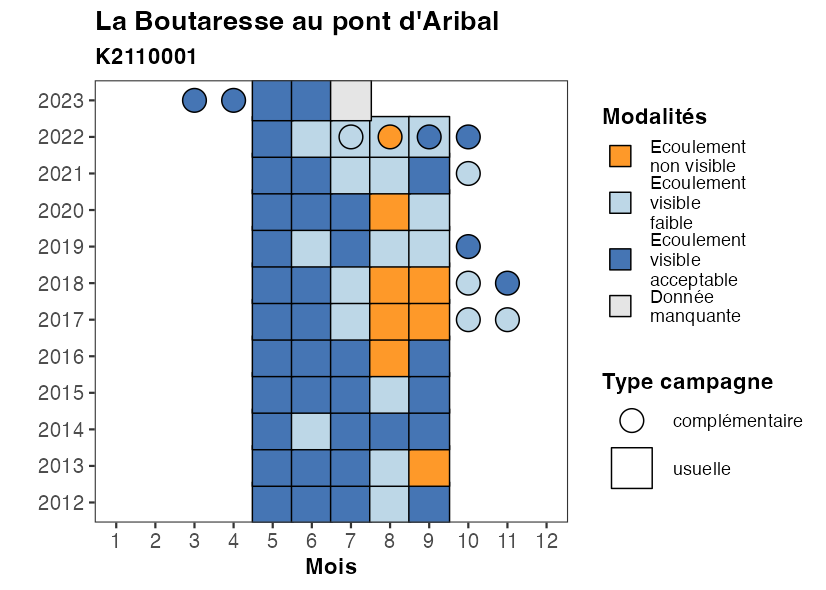 La Boutaresse au pont d'Aribal
K2110001
2023
2022
2021
2020
2019
2018
2017
2016
2015
2014
2013
2012
1 2 3 4 5 6 7 8 9 10 11 12
Mois
Modalités
Ecoulement
non visible
Ecoulement
visible
faible
Ecoulement
visible
acceptable
Donnée
manquante
Type campagne
complémentaire
usuelle